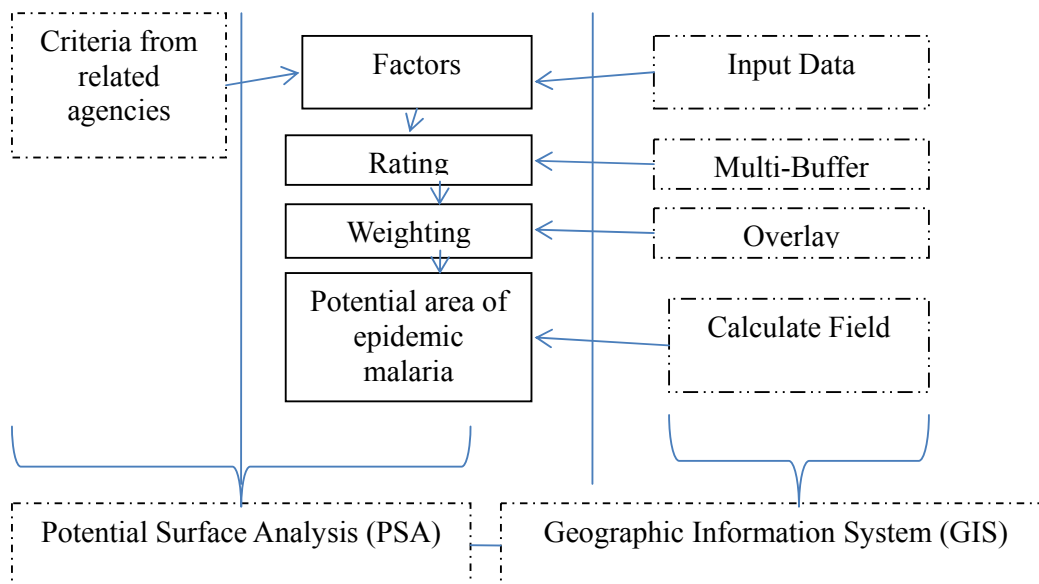 Criteria from
related
agencies
Factors
Input Data
Rating
Multi-Buffer
Weighting
Overlay
Potential area of
epidemic
malaria
Calculate Field
Potential Surface Analysis (PSA)
Geographic Information System (GIS)